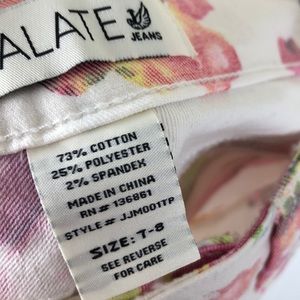 ALATE
JEANS
73% COTTON
25% POLYESTER
2% SPANDEX
MADE IN CHINA
RN# 136861
STYLE# JJM001TP
SIZE: 7-8
SEE REVERSE
FOR CARE